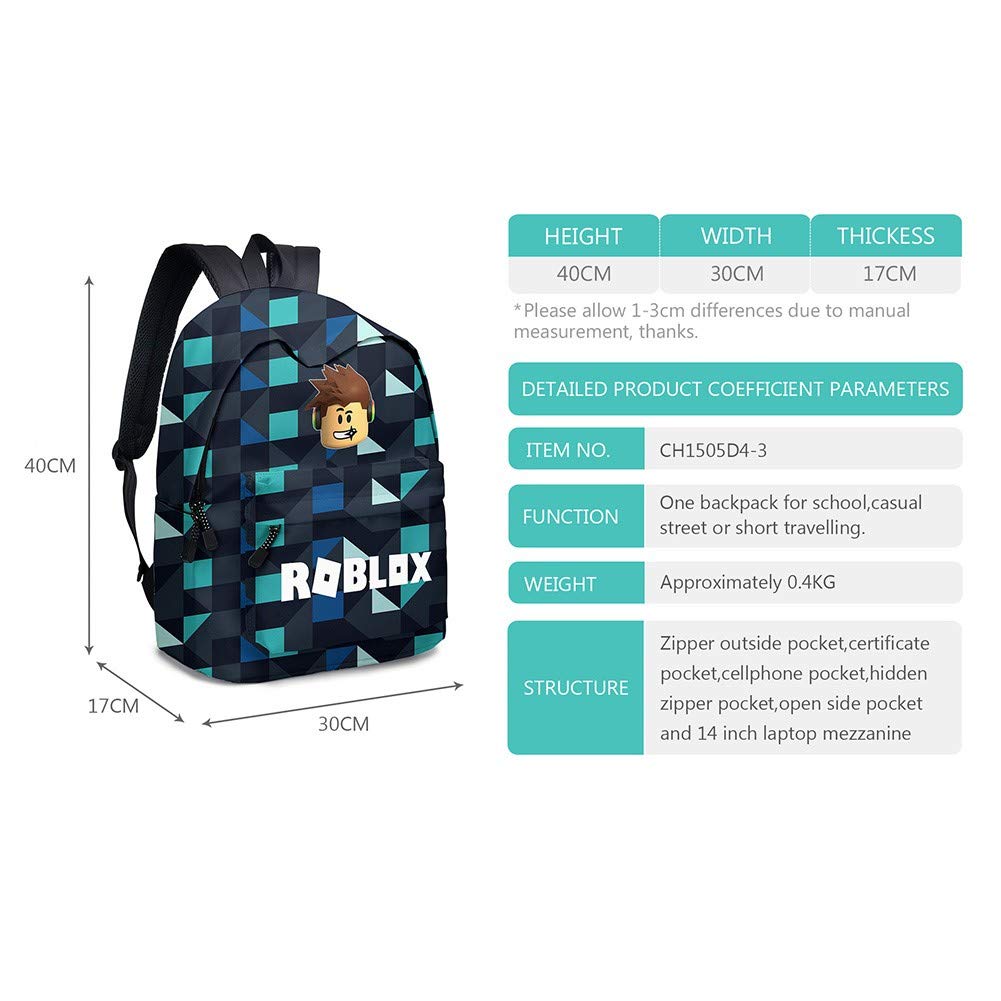 HEIGHT WIDTH THICKESS
40CM 30CM 17CM
*Please allow 1-3cm differences due to manual
measurement, thanks.
DETAILED PRODUCT COEFFICIENT PARAMETERS
ITEM NO. CH1505D4-3
FUNCTION
One backpack for school,casual
street or short travelling.
WEIGHT Approximately 0.4KG
STRUCTURE
Zipper outside pocket,certificate
pocket,cellphone pocket,hidden
zipper pocket,open side pocket
and 14 inch laptop mezzanine
40CM
ROBLOX
17CM
30CM